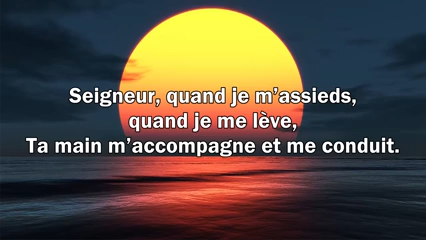 Seigneur, quand je m’assieds,
quand je me lève,
Ta main m’accompagne et me conduit.